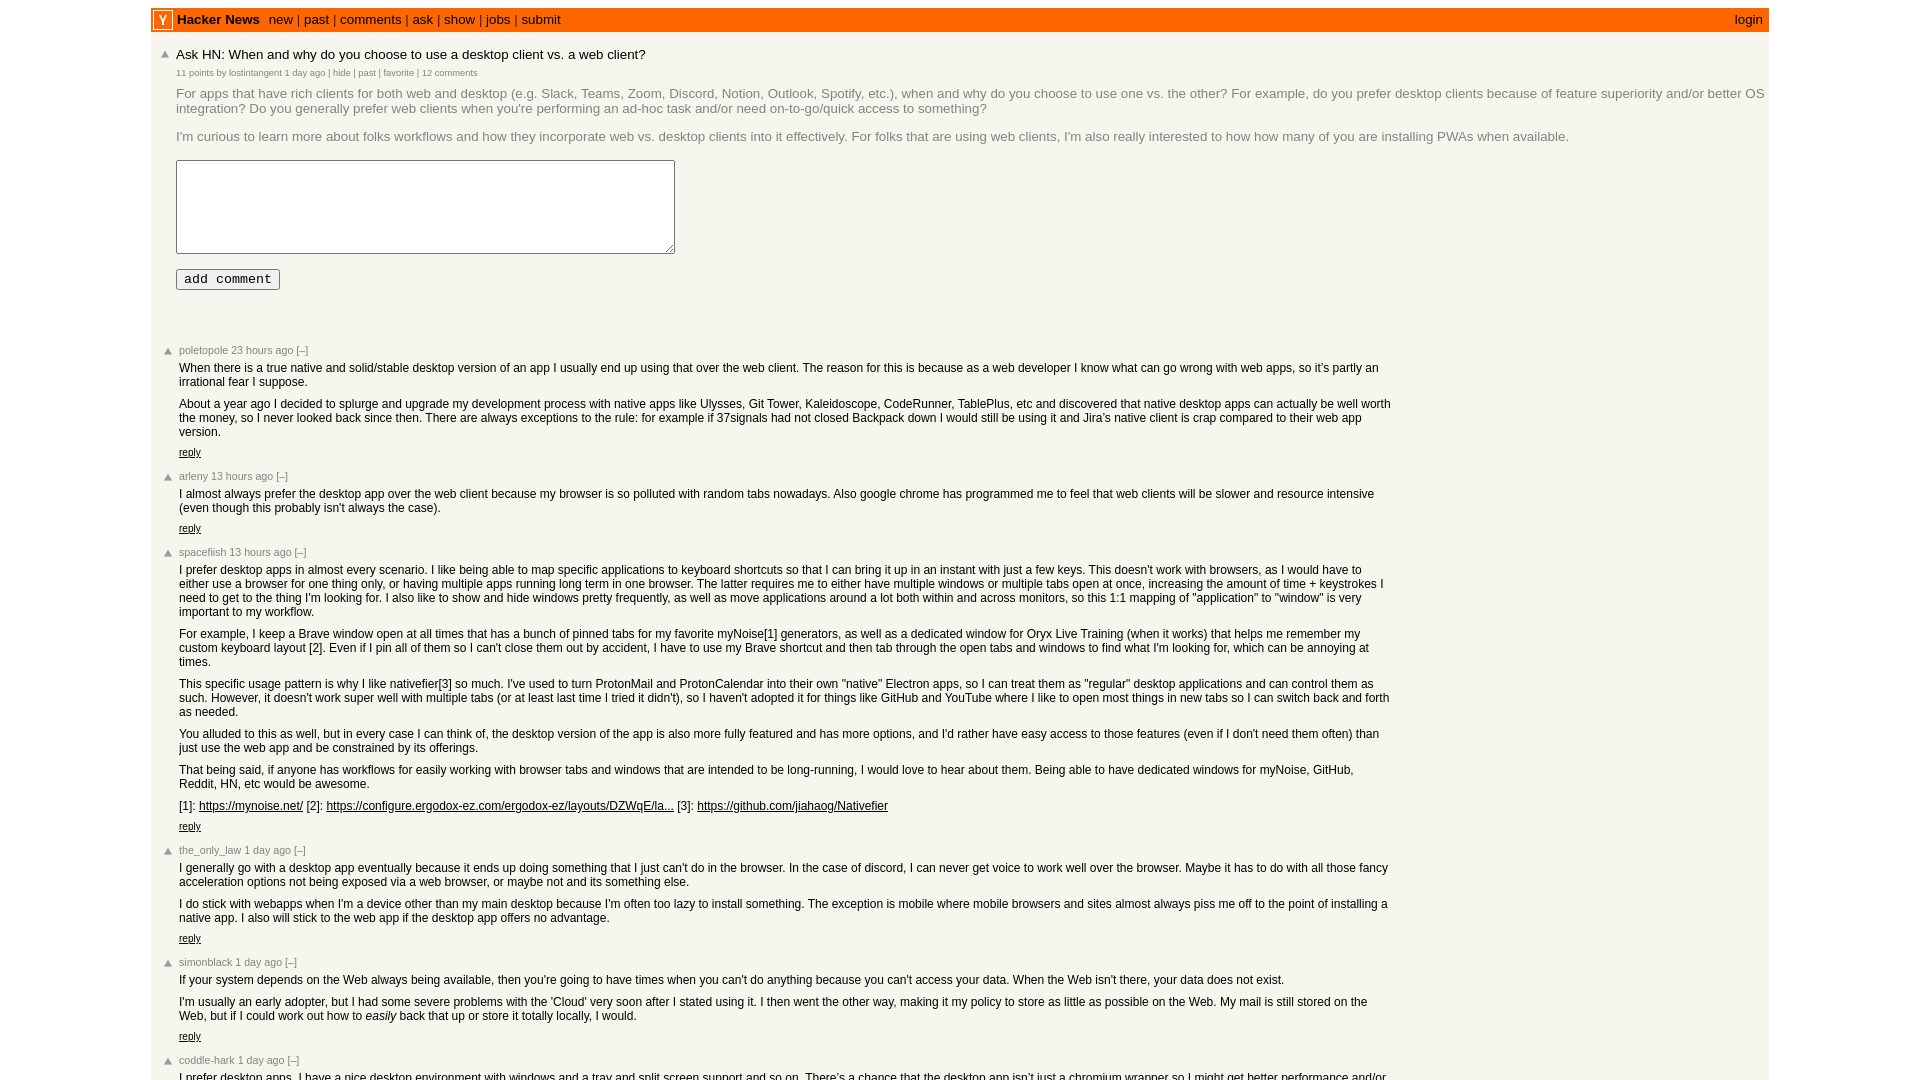 Y Hacker News new | past | comments | ask | show | jobs | submit login
Ask HN: When and why do you choose to use a desktop client vs. a web client?
11 points by lostintangent 1 day ago | hide | past | favorite | 12 comments
For apps that have rich clients for both web and desktop (e.g. Slack, Teams, Zoom, Discord, Notion, Outlook, Spotify, etc.), when and why do you choose to use one vs. the other? For example, do you prefer desktop clients because of feature superiority and/or better OS
integration? Do you generally prefer web clients when you're performing an ad-hoc task and/or need on-to-go/quick access to something?
I'm curious to learn more about folks workflows and how they incorporate web vs. desktop clients into it effectively. For folks that are using web clients, I'm also really interested to how how many of you are installing PWAs when available.
add comment
poletopole 23 hours ago [–]
When there is a true native and solid/stable desktop version of an app I usually end up using that over the web client. The reason for this is because as a web developer I know what can go wrong with web apps, so it’s partly an
irrational fear I suppose.
About a year ago I decided to splurge and upgrade my development process with native apps like Ulysses, Git Tower, Kaleidoscope, CodeRunner, TablePlus, etc and discovered that native desktop apps can actually be well worth
the money, so I never looked back since then. There are always exceptions to the rule: for example if 37signals had not closed Backpack down I would still be using it and Jira’s native client is crap compared to their web app
version.
reply
arleny 13 hours ago [–]
I almost always prefer the desktop app over the web client because my browser is so polluted with random tabs nowadays. Also google chrome has programmed me to feel that web clients will be slower and resource intensive
(even though this probably isn't always the case).
reply
spacefiish 13 hours ago [–]
I prefer desktop apps in almost every scenario. I like being able to map specific applications to keyboard shortcuts so that I can bring it up in an instant with just a few keys. This doesn't work with browsers, as I would have to
either use a browser for one thing only, or having multiple apps running long term in one browser. The latter requires me to either have multiple windows or multiple tabs open at once, increasing the amount of time + keystrokes I
need to get to the thing I'm looking for. I also like to show and hide windows pretty frequently, as well as move applications around a lot both within and across monitors, so this 1:1 mapping of "application" to "window" is very
important to my workflow.
For example, I keep a Brave window open at all times that has a bunch of pinned tabs for my favorite myNoise[1] generators, as well as a dedicated window for Oryx Live Training (when it works) that helps me remember my
custom keyboard layout [2]. Even if I pin all of them so I can't close them out by accident, I have to use my Brave shortcut and then tab through the open tabs and windows to find what I'm looking for, which can be annoying at
times.
This specific usage pattern is why I like nativefier[3] so much. I've used to turn ProtonMail and ProtonCalendar into their own "native" Electron apps, so I can treat them as "regular" desktop applications and can control them as
such. However, it doesn't work super well with multiple tabs (or at least last time I tried it didn't), so I haven't adopted it for things like GitHub and YouTube where I like to open most things in new tabs so I can switch back and forth
as needed.
You alluded to this as well, but in every case I can think of, the desktop version of the app is also more fully featured and has more options, and I'd rather have easy access to those features (even if I don't need them often) than
just use the web app and be constrained by its offerings.
That being said, if anyone has workflows for easily working with browser tabs and windows that are intended to be long-running, I would love to hear about them. Being able to have dedicated windows for myNoise, GitHub,
Reddit, HN, etc would be awesome.
[1]: https://mynoise.net/ [2]: https://configure.ergodox-ez.com/ergodox-ez/layouts/DZWqE/la... [3]: https://github.com/jiahaog/Nativefier
reply
the_only_law 1 day ago [–]
I generally go with a desktop app eventually because it ends up doing something that I just can't do in the browser. In the case of discord, I can never get voice to work well over the browser. Maybe it has to do with all those fancy
acceleration options not being exposed via a web browser, or maybe not and its something else.
I do stick with webapps when I'm a device other than my main desktop because I'm often too lazy to install something. The exception is mobile where mobile browsers and sites almost always piss me off to the point of installing a
native app. I also will stick to the web app if the desktop app offers no advantage.
reply
simonblack 1 day ago [–]
If your system depends on the Web always being available, then you're going to have times when you can't do anything because you can't access your data. When the Web isn't there, your data does not exist.
I'm usually an early adopter, but I had some severe problems with the 'Cloud' very soon after I stated using it. I then went the other way, making it my policy to store as little as possible on the Web. My mail is still stored on the
Web, but if I could work out how to easily back that up or store it totally locally, I would.
reply
coddle-hark 1 day ago [–]
I prefer desktop apps. I have a nice desktop environment with windows and a tray and split screen support and so on. There’s a chance that the desktop app isn’t just a chromium wrapper so I might get better performance and/or